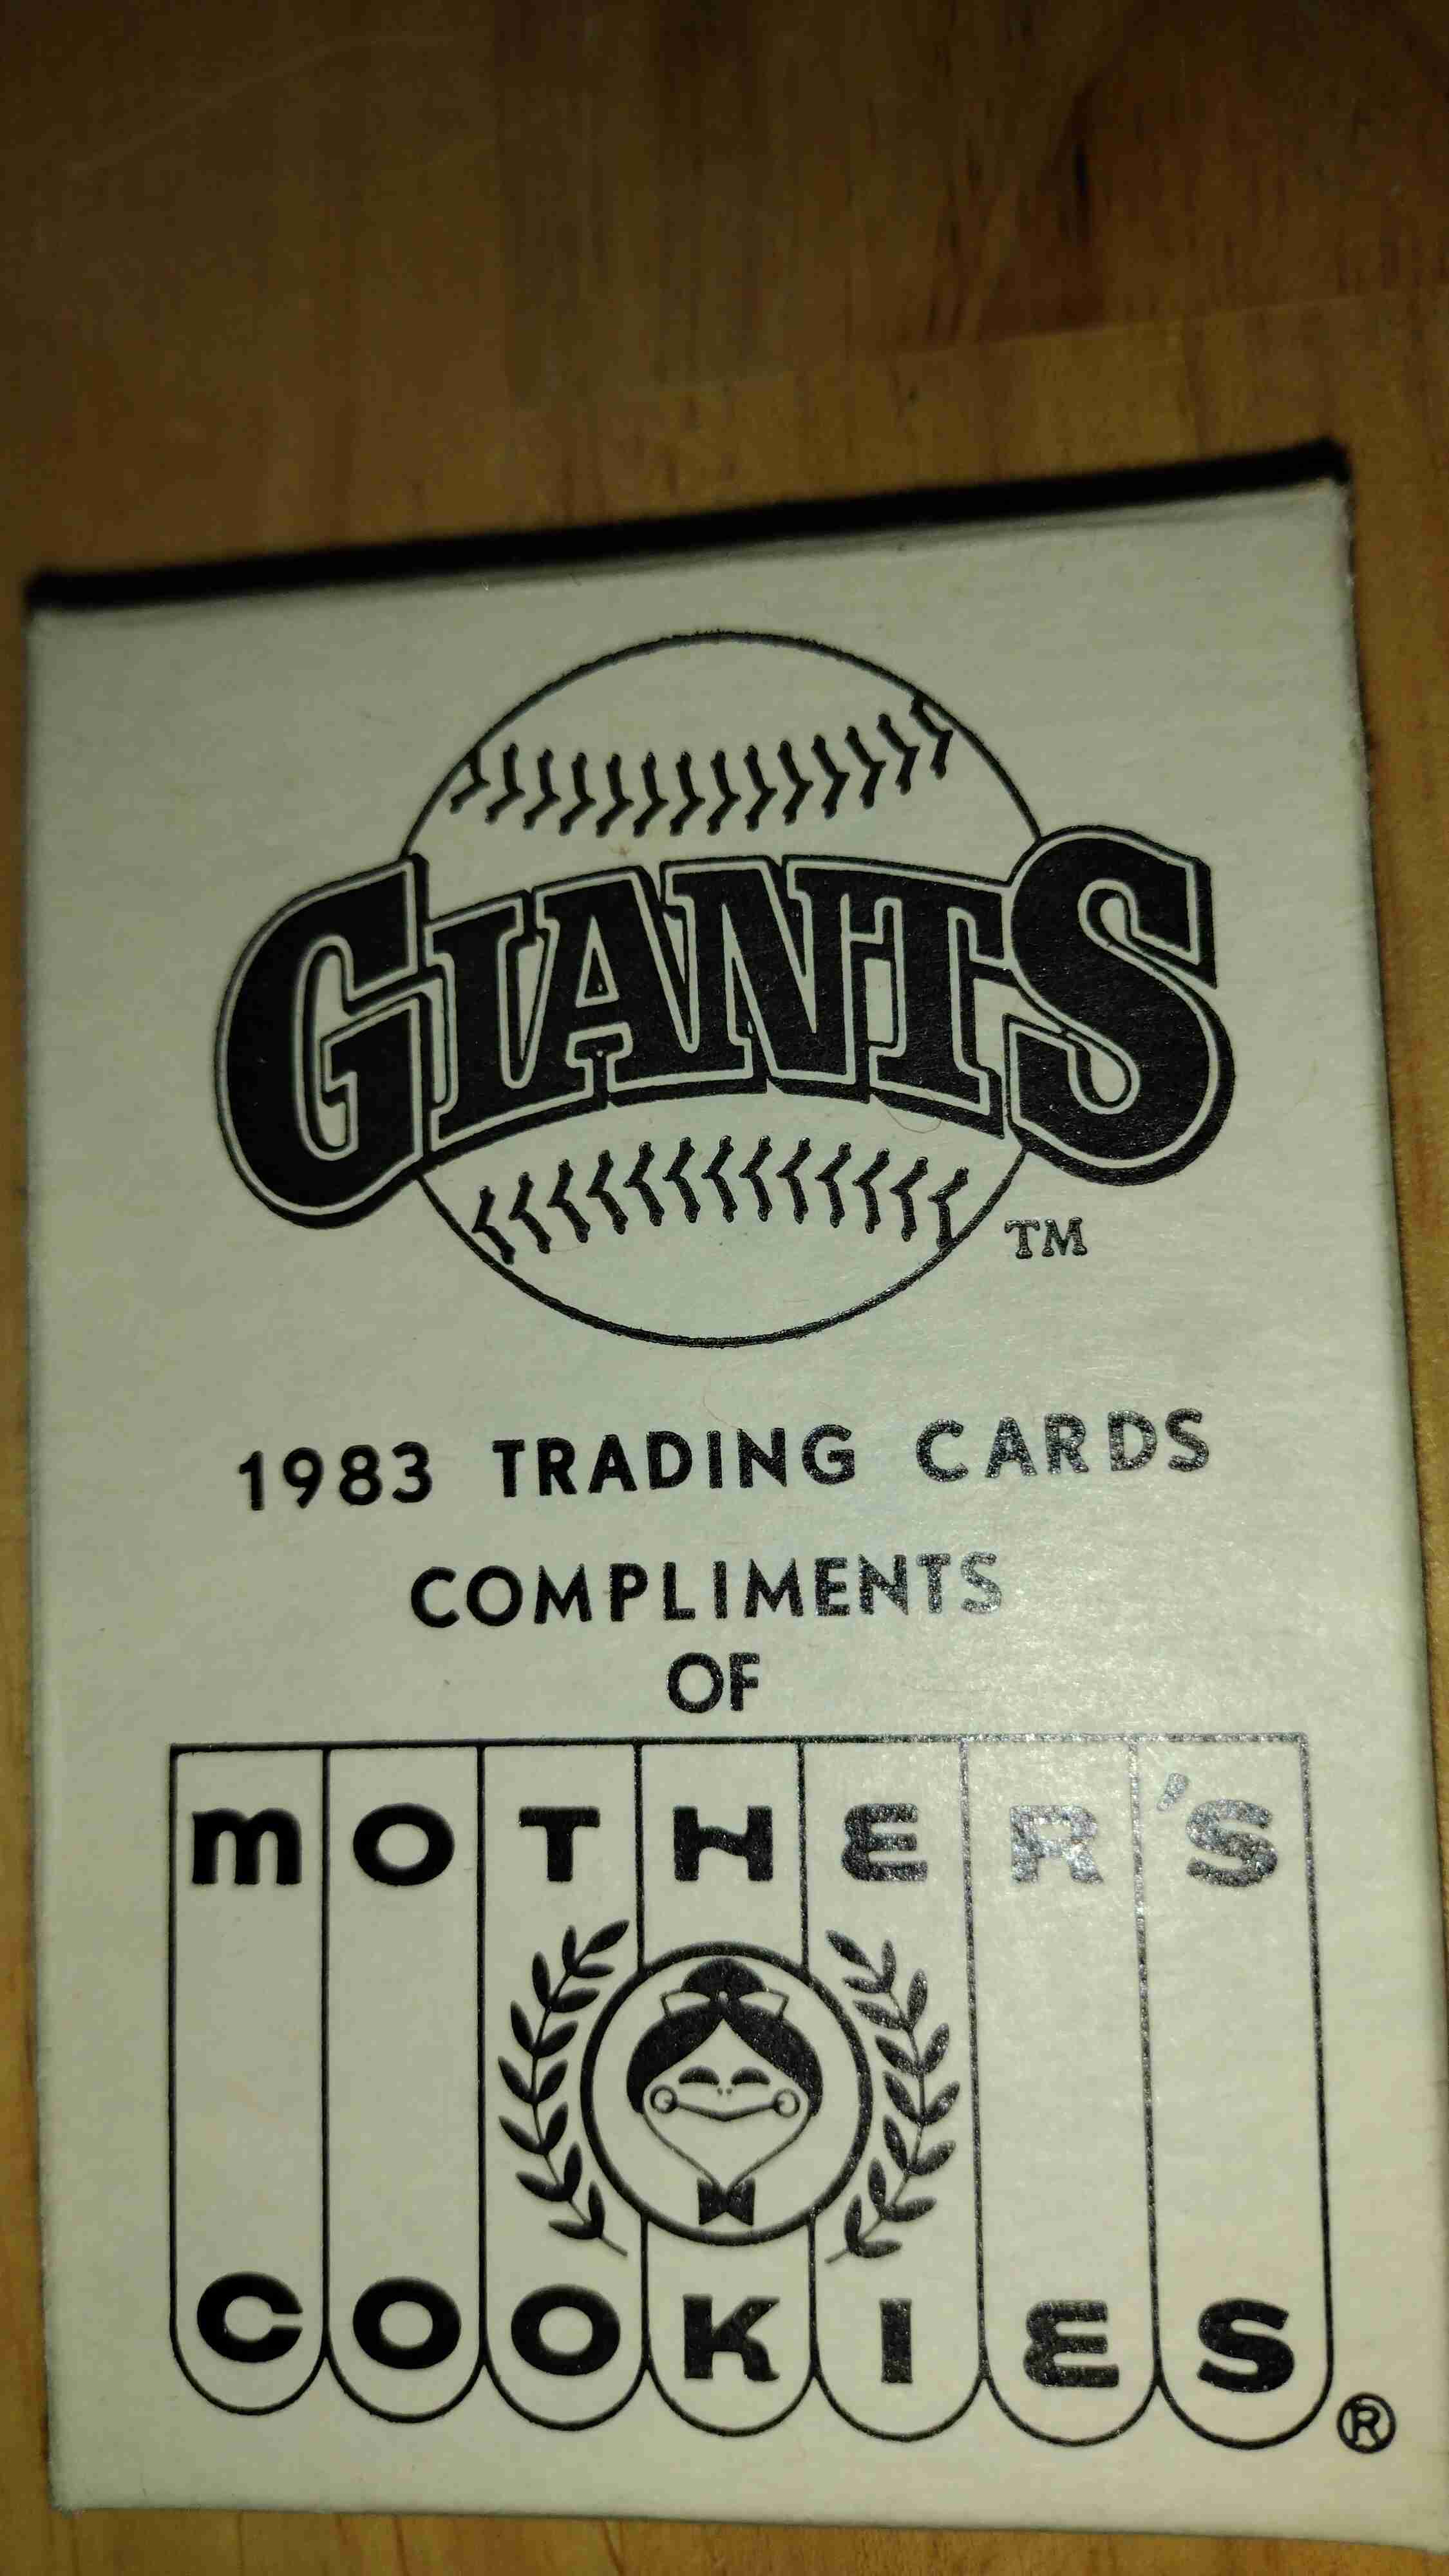 GIANTS
TM
1983 TRADING CARDS
COMPLIMENTS
OF
mOTHER'S
COOKIES
®